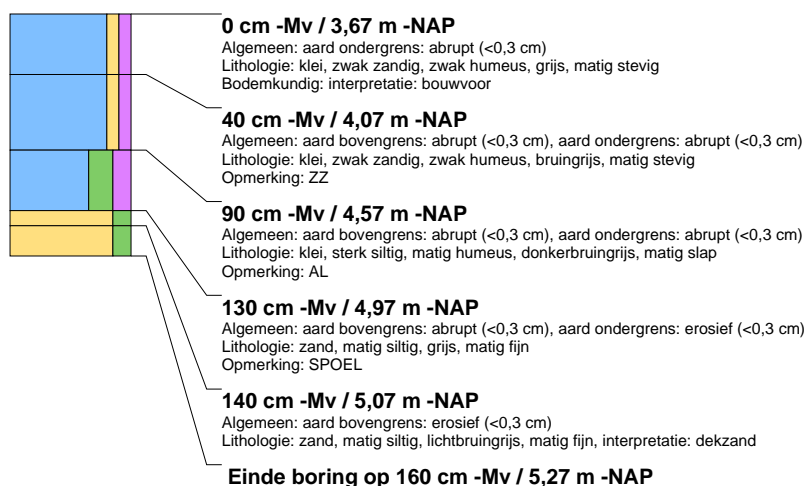 0 cm -Mv / 3,67 m -NAP
Algemeen: aard ondergrens: abrupt (<0,3 cm)
Lithologie: klei, zwak zandig, zwak humeus, grijs, matig stevig
Bodemkundig: interpretatie: bouwvoor
40 cm -Mv / 4,07 m -NAP
Algemeen: aard bovengrens: abrupt (<0,3 cm), aard ondergrens: abrupt (<0,3 cm)
Lithologie: klei, zwak zandig, zwak humeus, bruingrijs, matig stevig
Opmerking: ZZ
90 cm -Mv / 4,57 m -NAP
Algemeen: aard bovengrens: abrupt (<0,3 cm), aard ondergrens: abrupt (<0,3 cm)
Lithologie: klei, sterk siltig, matig humeus, donkerbruingrijs, matig slap
Opmerking: AL
130 cm -Mv / 4,97 m -NAP
Algemeen: aard bovengrens: abrupt (<0,3 cm), aard ondergrens: erosief (<0,3 cm)
Lithologie: zand, matig siltig, grijs, matig fijn
Opmerking: SPOEL
140 cm -Mv / 5,07 m -NAP
Algemeen: aard bovengrens: erosief (<0,3 cm)
Lithologie: zand, matig siltig, lichtbruingrijs, matig fijn, interpretatie: dekzand
Einde boring op 160 cm -Mv / 5,27 m -NAP